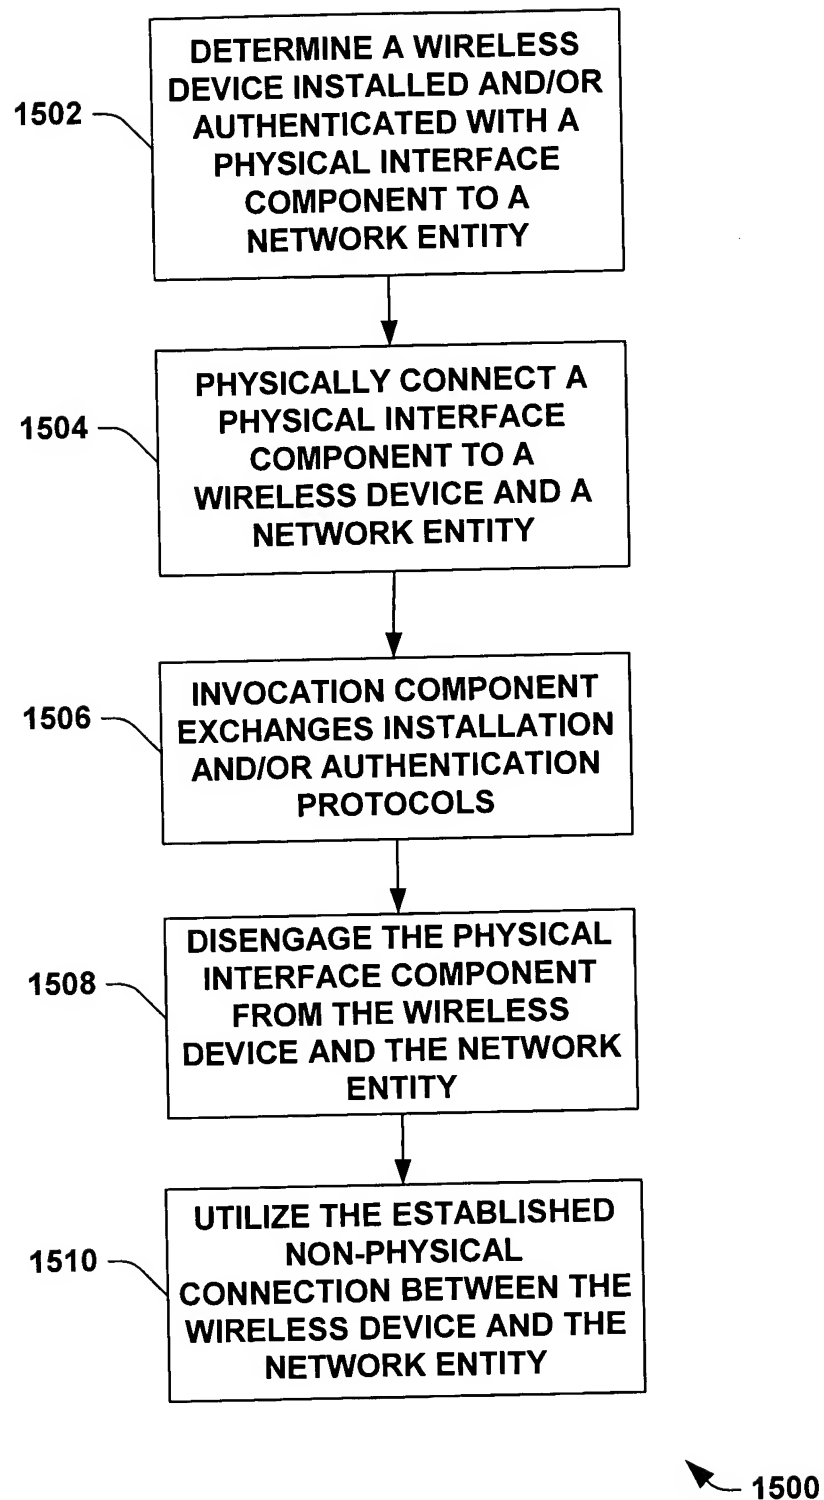 1502
DETERMINE A WIRELESS
DEVICE INSTALLED AND/OR
AUTHENTICATED WITH A
PHYSICAL INTERFACE
COMPONENT TO A
NETWORK ENTITY
1504
PHYSICALLY CONNECT A
PHYSICAL INTERFACE
COMPONENT TO A
WIRELESS DEVICE AND A
NETWORK ENTITY
1506
INVOCATION COMPONENT
EXCHANGES INSTALLATION
AND/OR AUTHENTICATION
PROTOCOLS
1508
DISENGAGE THE PHYSICAL
INTERFACE COMPONENT
FROM THE WIRELESS
DEVICE AND THE NETWORK
ENTITY
1510
UTILIZE THE ESTABLISHED
NON-PHYSICAL
CONNECTION BETWEEN THE
WIRELESS DEVICE AND THE
NETWORK ENTITY
1500